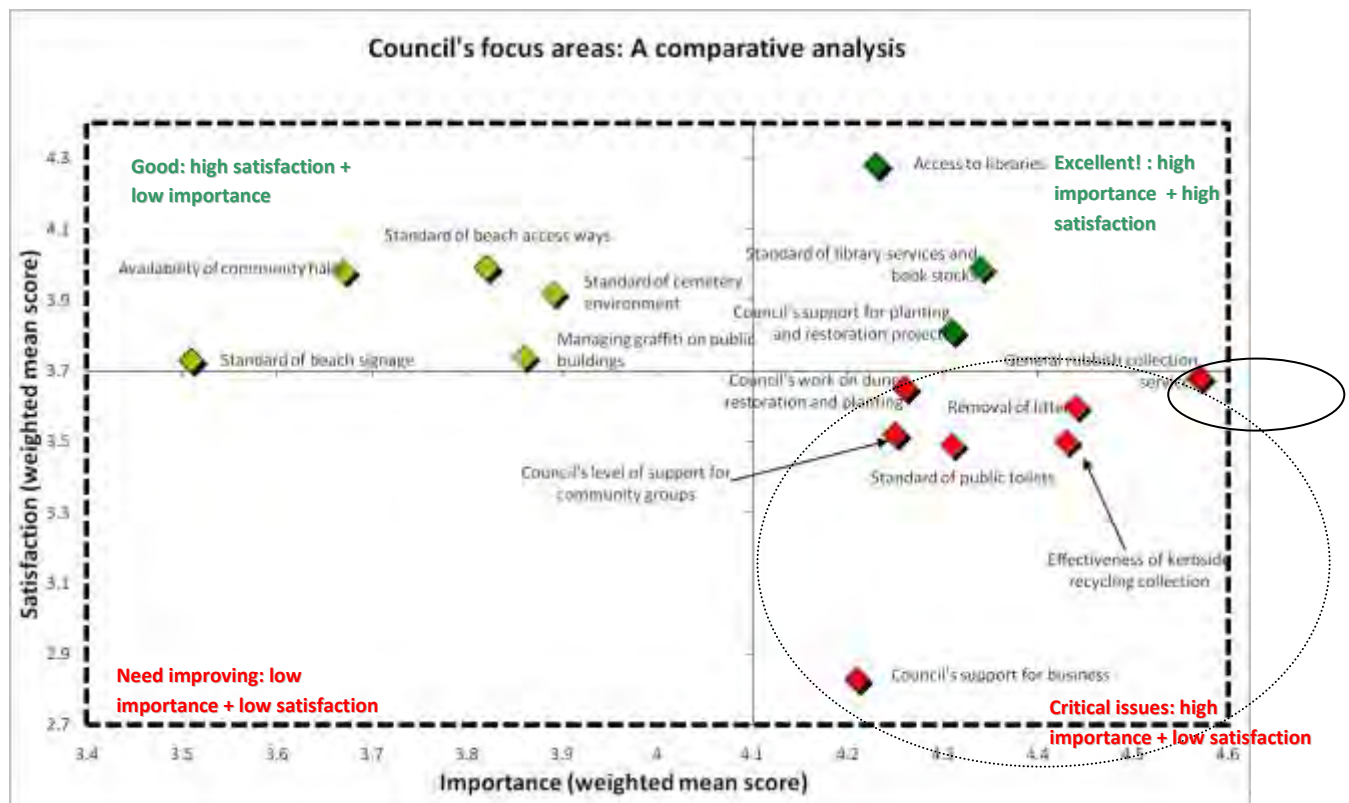 Council's focus areas: A comparative analysis
Good: high satisfaction +
low importance
Excellent! : high
importance + high
satisfaction
Access to libraries
Standard of beach access ways
Availability of community halls
Standard of cemetery
environment
Managing graffiti on public
buildings
Standard of beach signage
Standard of library services and
book stocks
Council's support for planting
and restoration projects
General rubbish collection
services
Council's work on dune
restoration and planting
Removal of litter
Council's level of support for
community groups
Standard of public toilets
Effectiveness of kerbside
recycling collection
Council's support for business
Need improving: low
importance + low satisfaction
Critical issues: high
importance + low satisfaction
Satisfaction (weighted mean score)
4.3
4.1
3.9
3.7
3.5
3.3
3.1
2.9
2.7
3.4 3.5 3.6 3.7 3.8 3.9 4 4.1 4.2 4.3 4.4 4.5 4.6
Importance (weighted mean score)